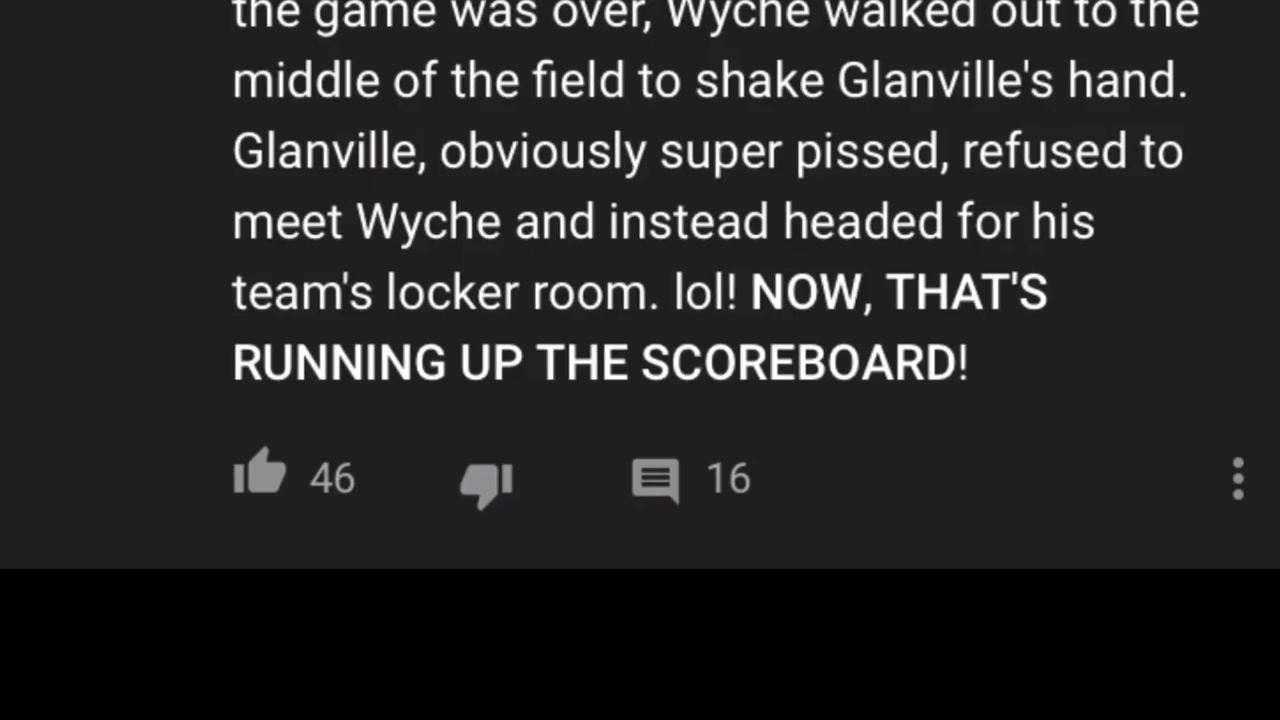 the game was over, Wyche walked out to the
middle of the field to shake Glanville's hand.
Glanville, obviously super pissed, refused to
meet Wyche and instead headed for his
team's locker room. lol! NOW, THAT'S
RUNNING UP THE SCOREBOARD!
46 16